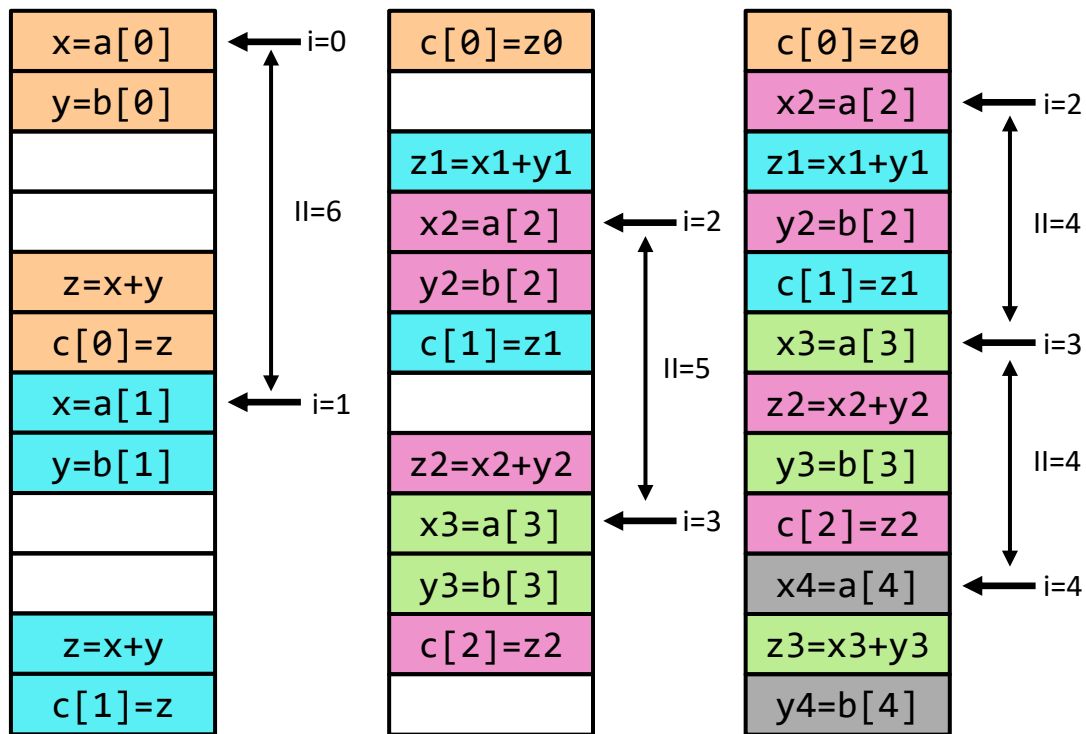 x=a[0]
i=0
y=b[0]
II=6
z=x+y
c[0]=z
x=a[1]
i=1
y=b[1]
z=x+y
c[1]=z
c[0]=z0
z1=x1+y1
x2=a[2]
i=2
y2=b[2]
c[1]=z1
II=5
z2=x2+y2
x3=a[3]
i=3
y3=b[3]
c[2]=z2
c[0]=z0
x2=a[2]
i=2
z1=x1+y1
y2=b[2]
II=4
c[1]=z1
x3=a[3]
i=3
z2=x2+y2
y3=b[3]
II=4
c[2]=z2
x4=a[4]
i=4
z3=x3+y3
y4=b[4]